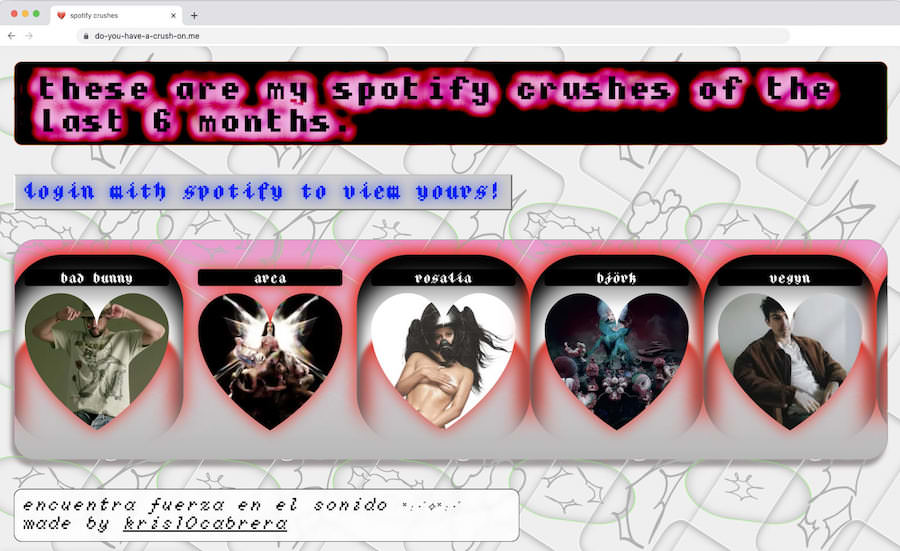 spotify crushes
do-you-have-a-crush-on.me
these are my spotify crushes of the
last 6 months.
login with spotify to view yours!
bad bunny
arca
rosalía
björk
vegyn
encuentra fuerza en el sonido
made by kris10cabrera